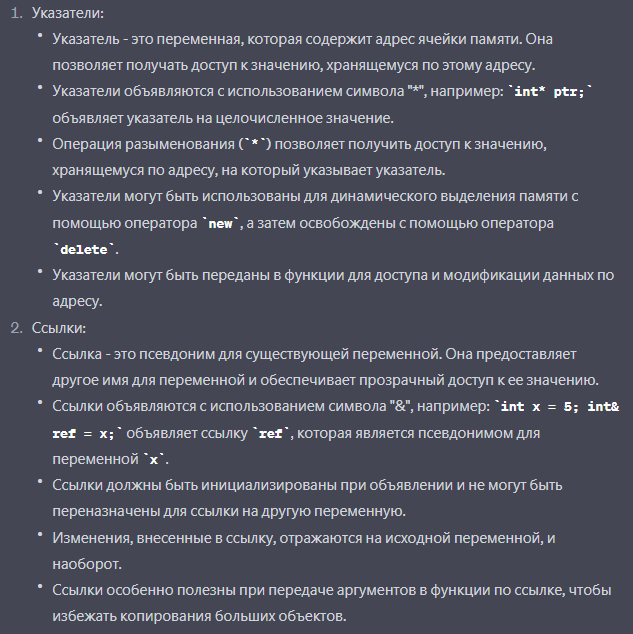 1. Указатели:
• Указатель - это переменная, которая содержит адрес ячейки памяти. Она
позволяет получать доступ к значению, хранящемуся по этому адресу.
• Указатели объявляются с использованием символа "*", например: `int* ptr;`
объявляет указатель на целочисленное значение.
• Операция разыменования (`*`) позволяет получить доступ к значению,
хранящемуся по адресу, на который указывает указатель.
• Указатели могут быть использованы для динамического выделения памяти с
помощью оператора `new`, а затем освобождены с помощью оператора
`delete`.
• Указатели могут быть переданы в функции для доступа и модификации данных по
адресу.
2. Ссылки:
• Ссылка - это псевдоним для существующей переменной. Она предоставляет
другое имя для переменной и обеспечивает прозрачный доступ к ее значению.
• Ссылки объявляются с использованием символа "&", например: `int x = 5; int&
ref = x;` объявляет ссылку `ref`, которая является псевдонимом для
переменной `x`.
• Ссылки должны быть инициализированы при объявлении и не могут быть
переназначены для ссылки на другую переменную.
• Изменения, внесенные в ссылку, отражаются на исходной переменной, и
наоборот.
• Ссылки особенно полезны при передаче аргументов в функции по ссылке, чтобы
избежать копирования больших объектов.